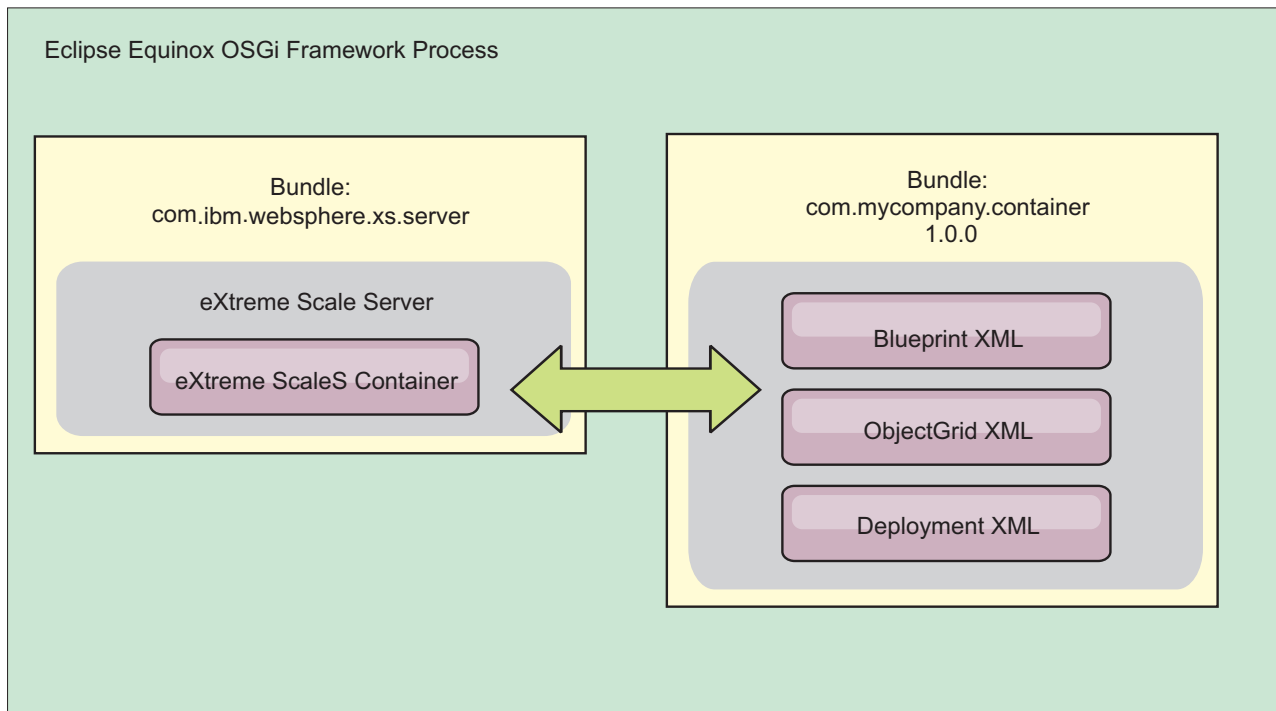 Eclipse Equinox OSGi Framework Process
Bundle:
com.ibm.websphere.xs.server
eXtreme Scale Server
eXtreme ScaleS Container
Bundle:
com.mycompany.container
1.0.0
Blueprint XML
ObjectGrid XML
Deployment XML